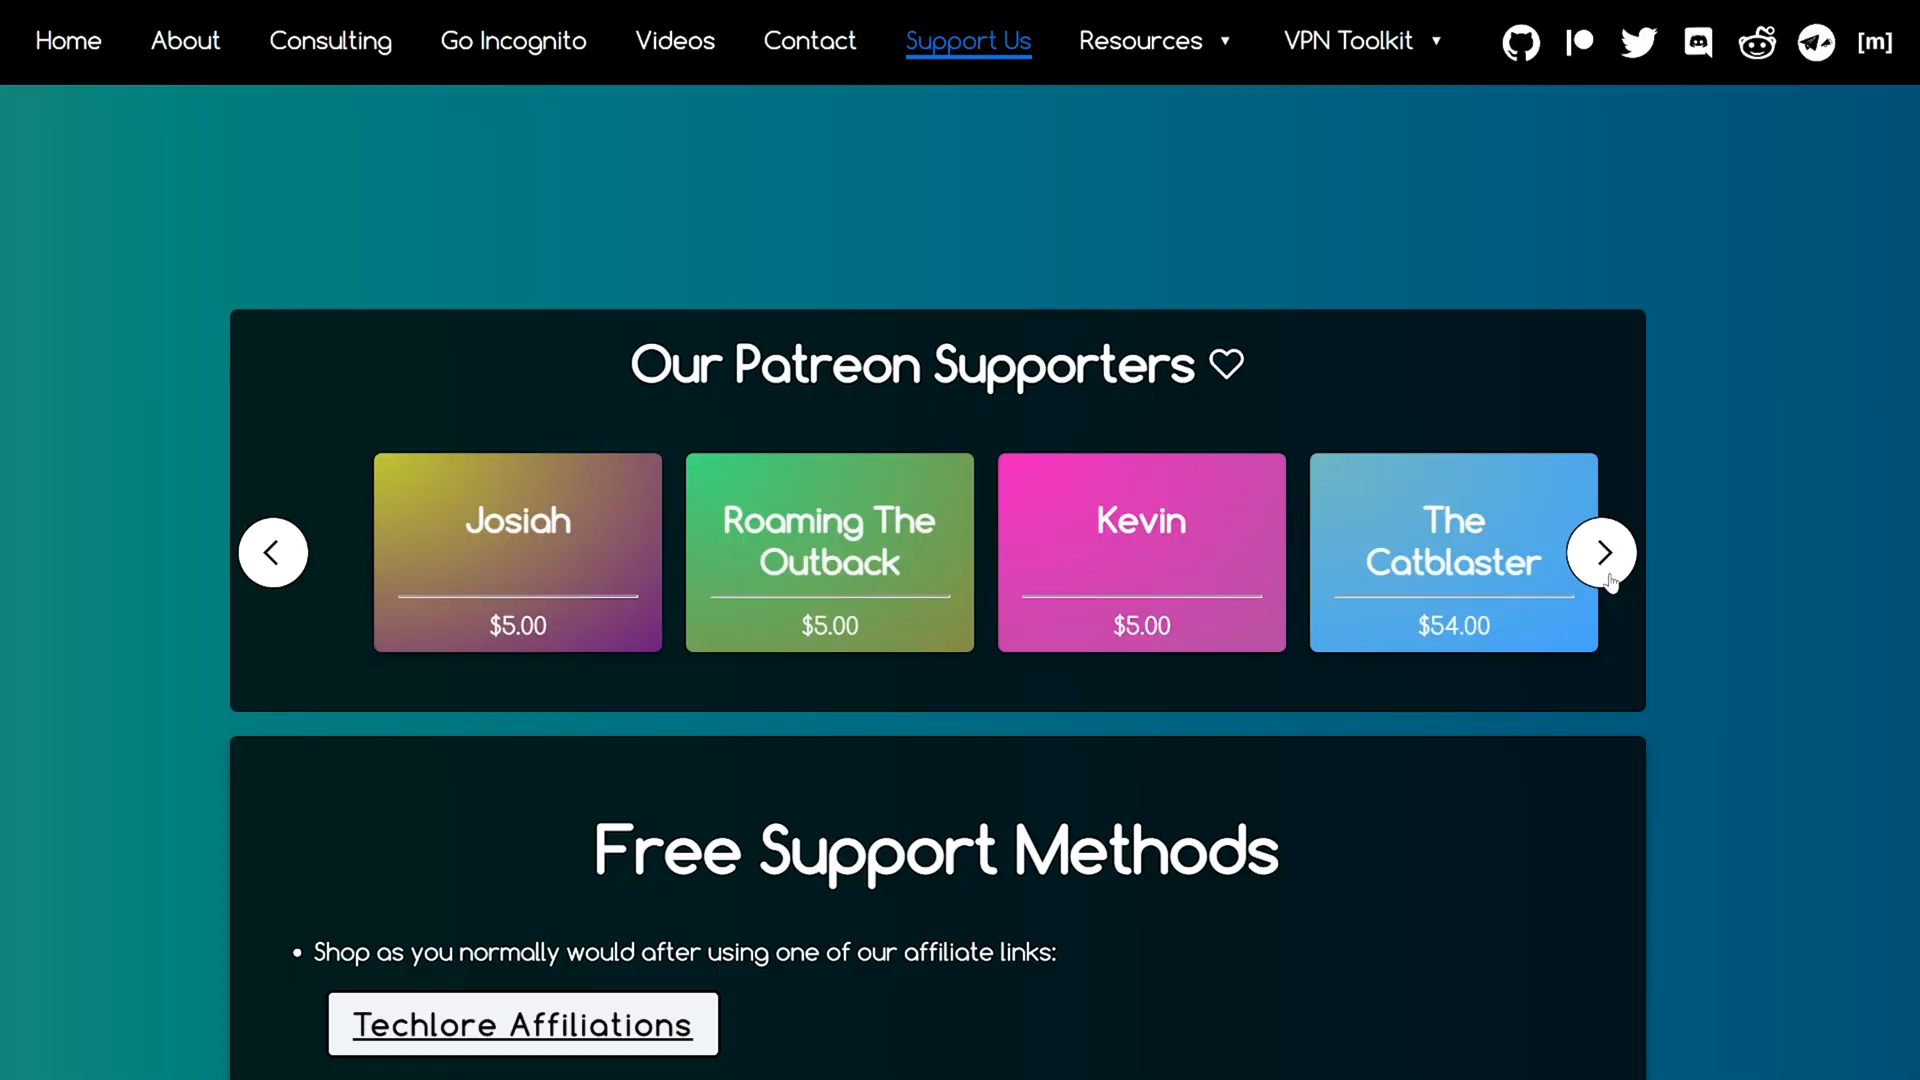 Home About Consulting Go Incognito Videos Contact Support Us Resources ▼ VPN Toolkit ▼ [m]
Our Patreon Supporters ♡
Josiah
$5.00
Roaming The
Outback
$5.00
Kevin
$5.00
The
Catblaster
$54.00
Free Support Methods
• Shop as you normally would after using one of our affiliate links:
Techlore Affiliations